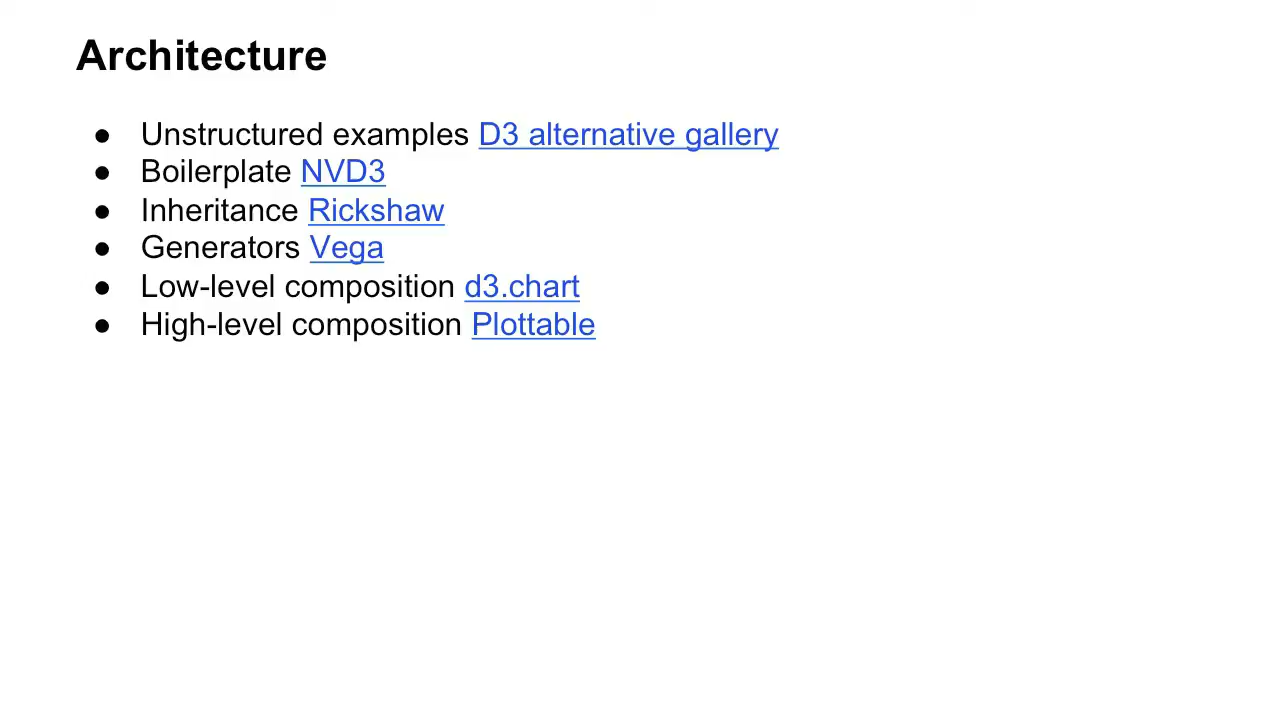 Architecture
● Unstructured examples D3 alternative gallery
● Boilerplate NVD3
● Inheritance Rickshaw
● Generators Vega
● Low-level composition d3.chart
● High-level composition Plottable